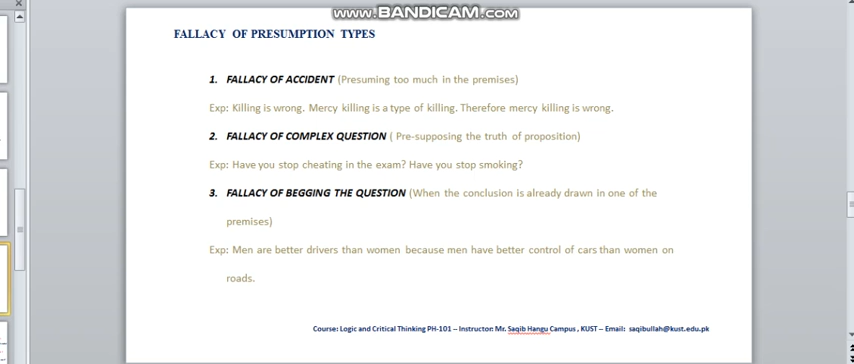 www.BANDICAM.com
FALLACY OF PRESUMPTION TYPES
1. FALLACY OF ACCIDENT (Presuming too much in the premises)
Exp: Killing is wrong. Mercy killing is a type of killing. Therefore mercy killing is wrong.
2. FALLACY OF COMPLEX QUESTION ( Pre-supposing the truth of proposition)
Exp: Have you stop cheating in the exam? Have you stop smoking?
3. FALLACY OF BEGGING THE QUESTION (When the conclusion is already drawn in one of the
premises)
Exp: Men are better drivers than women because men have better control of cars than women on
roads.
Course: Logic and Critical Thinking PH-101 – Instructor: Mr. Saqib Hangu Campus , KUST – Email: saqibullah@kust.edu.pk